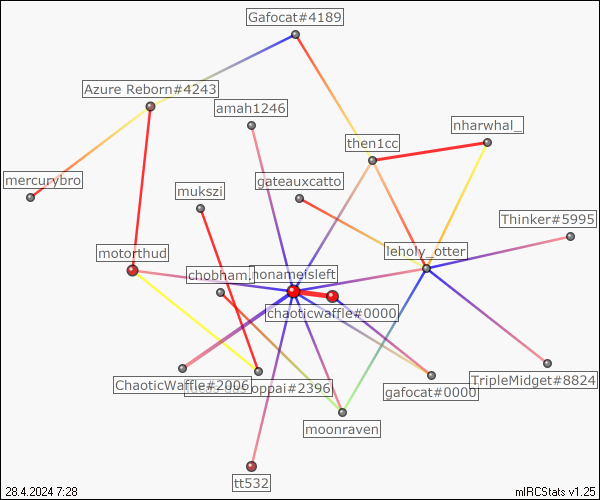 Gafocat#4189
Azure Reborn#4243
amah1246
nharwhal_
then1cc
mercurybro
mukszi
gateauxcatto
Thinker#5995
motorthud
leholy_otter
chobham.
nonameisleft
chaoticwaffle#0000
ChaoticWaffle#2006
oppai#2396
gafocat#0000
TripleMidget#8824
moonraven
tt532
28.4.2024 7:28
mIRCStats v1.25